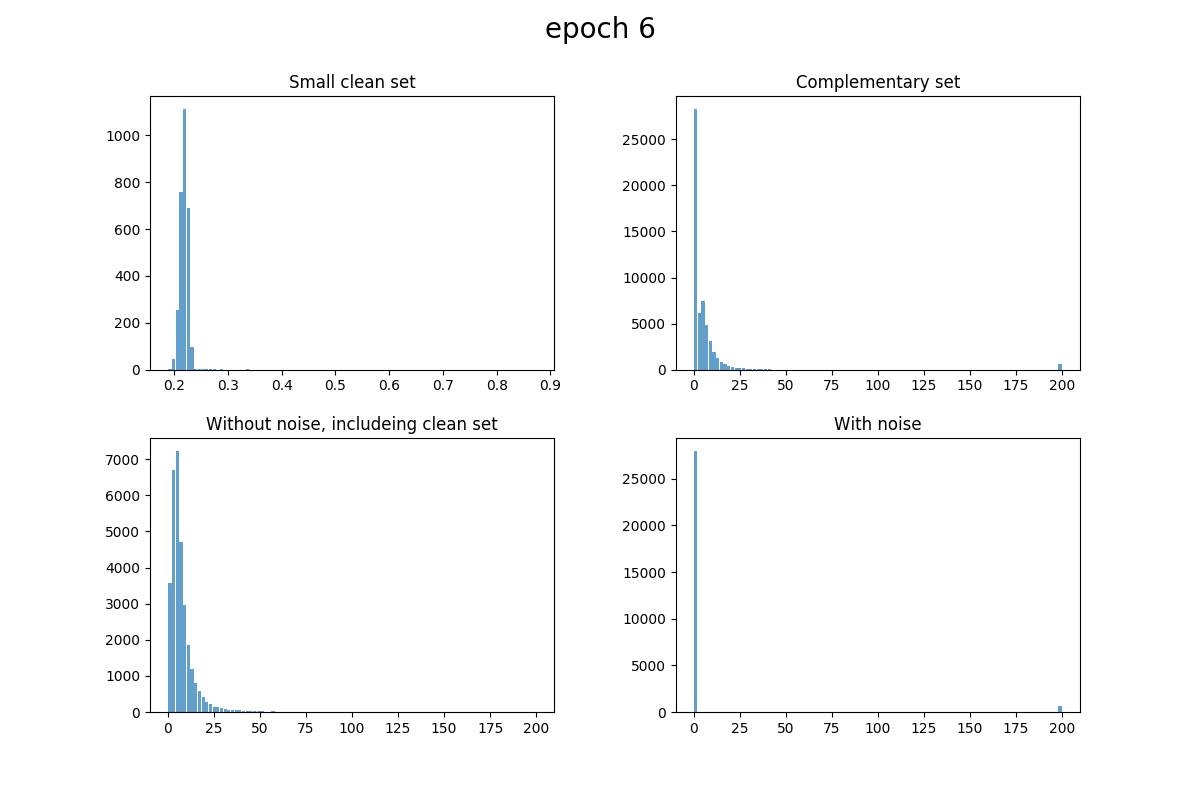 epoch 6
Small clean set
1000
800
600
400
200
0
0.2 0.3 0.4 0.5 0.6 0.7 0.8 0.9
Complementary set
25000
20000
15000
10000
5000
0
0 25 50 75 100 125 150 175 200
Without noise, includeing clean set
7000
6000
5000
4000
3000
2000
1000
0
0 25 50 75 100 125 150 175 200
With noise
25000
20000
15000
10000
5000
0
0 25 50 75 100 125 150 175 200